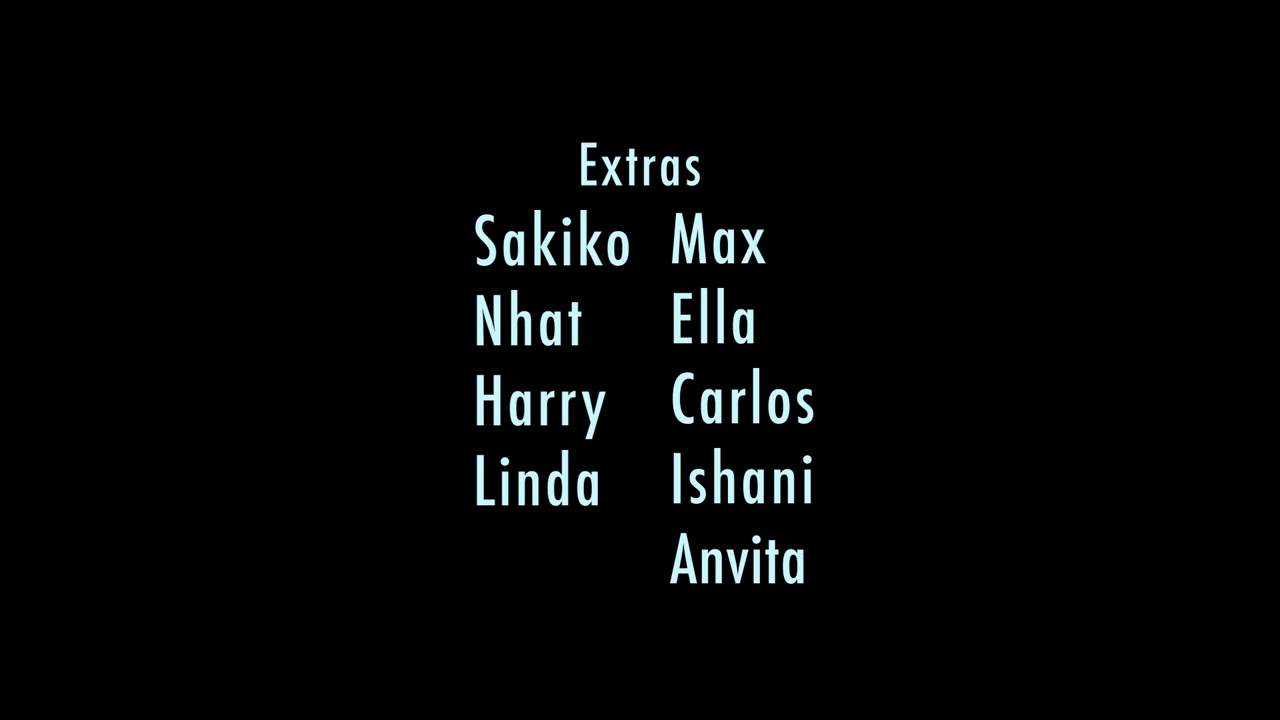 Extras
Sakiko
Nhat
Harry
Linda
Max
Ella
Carlos
Ishani
Anvita